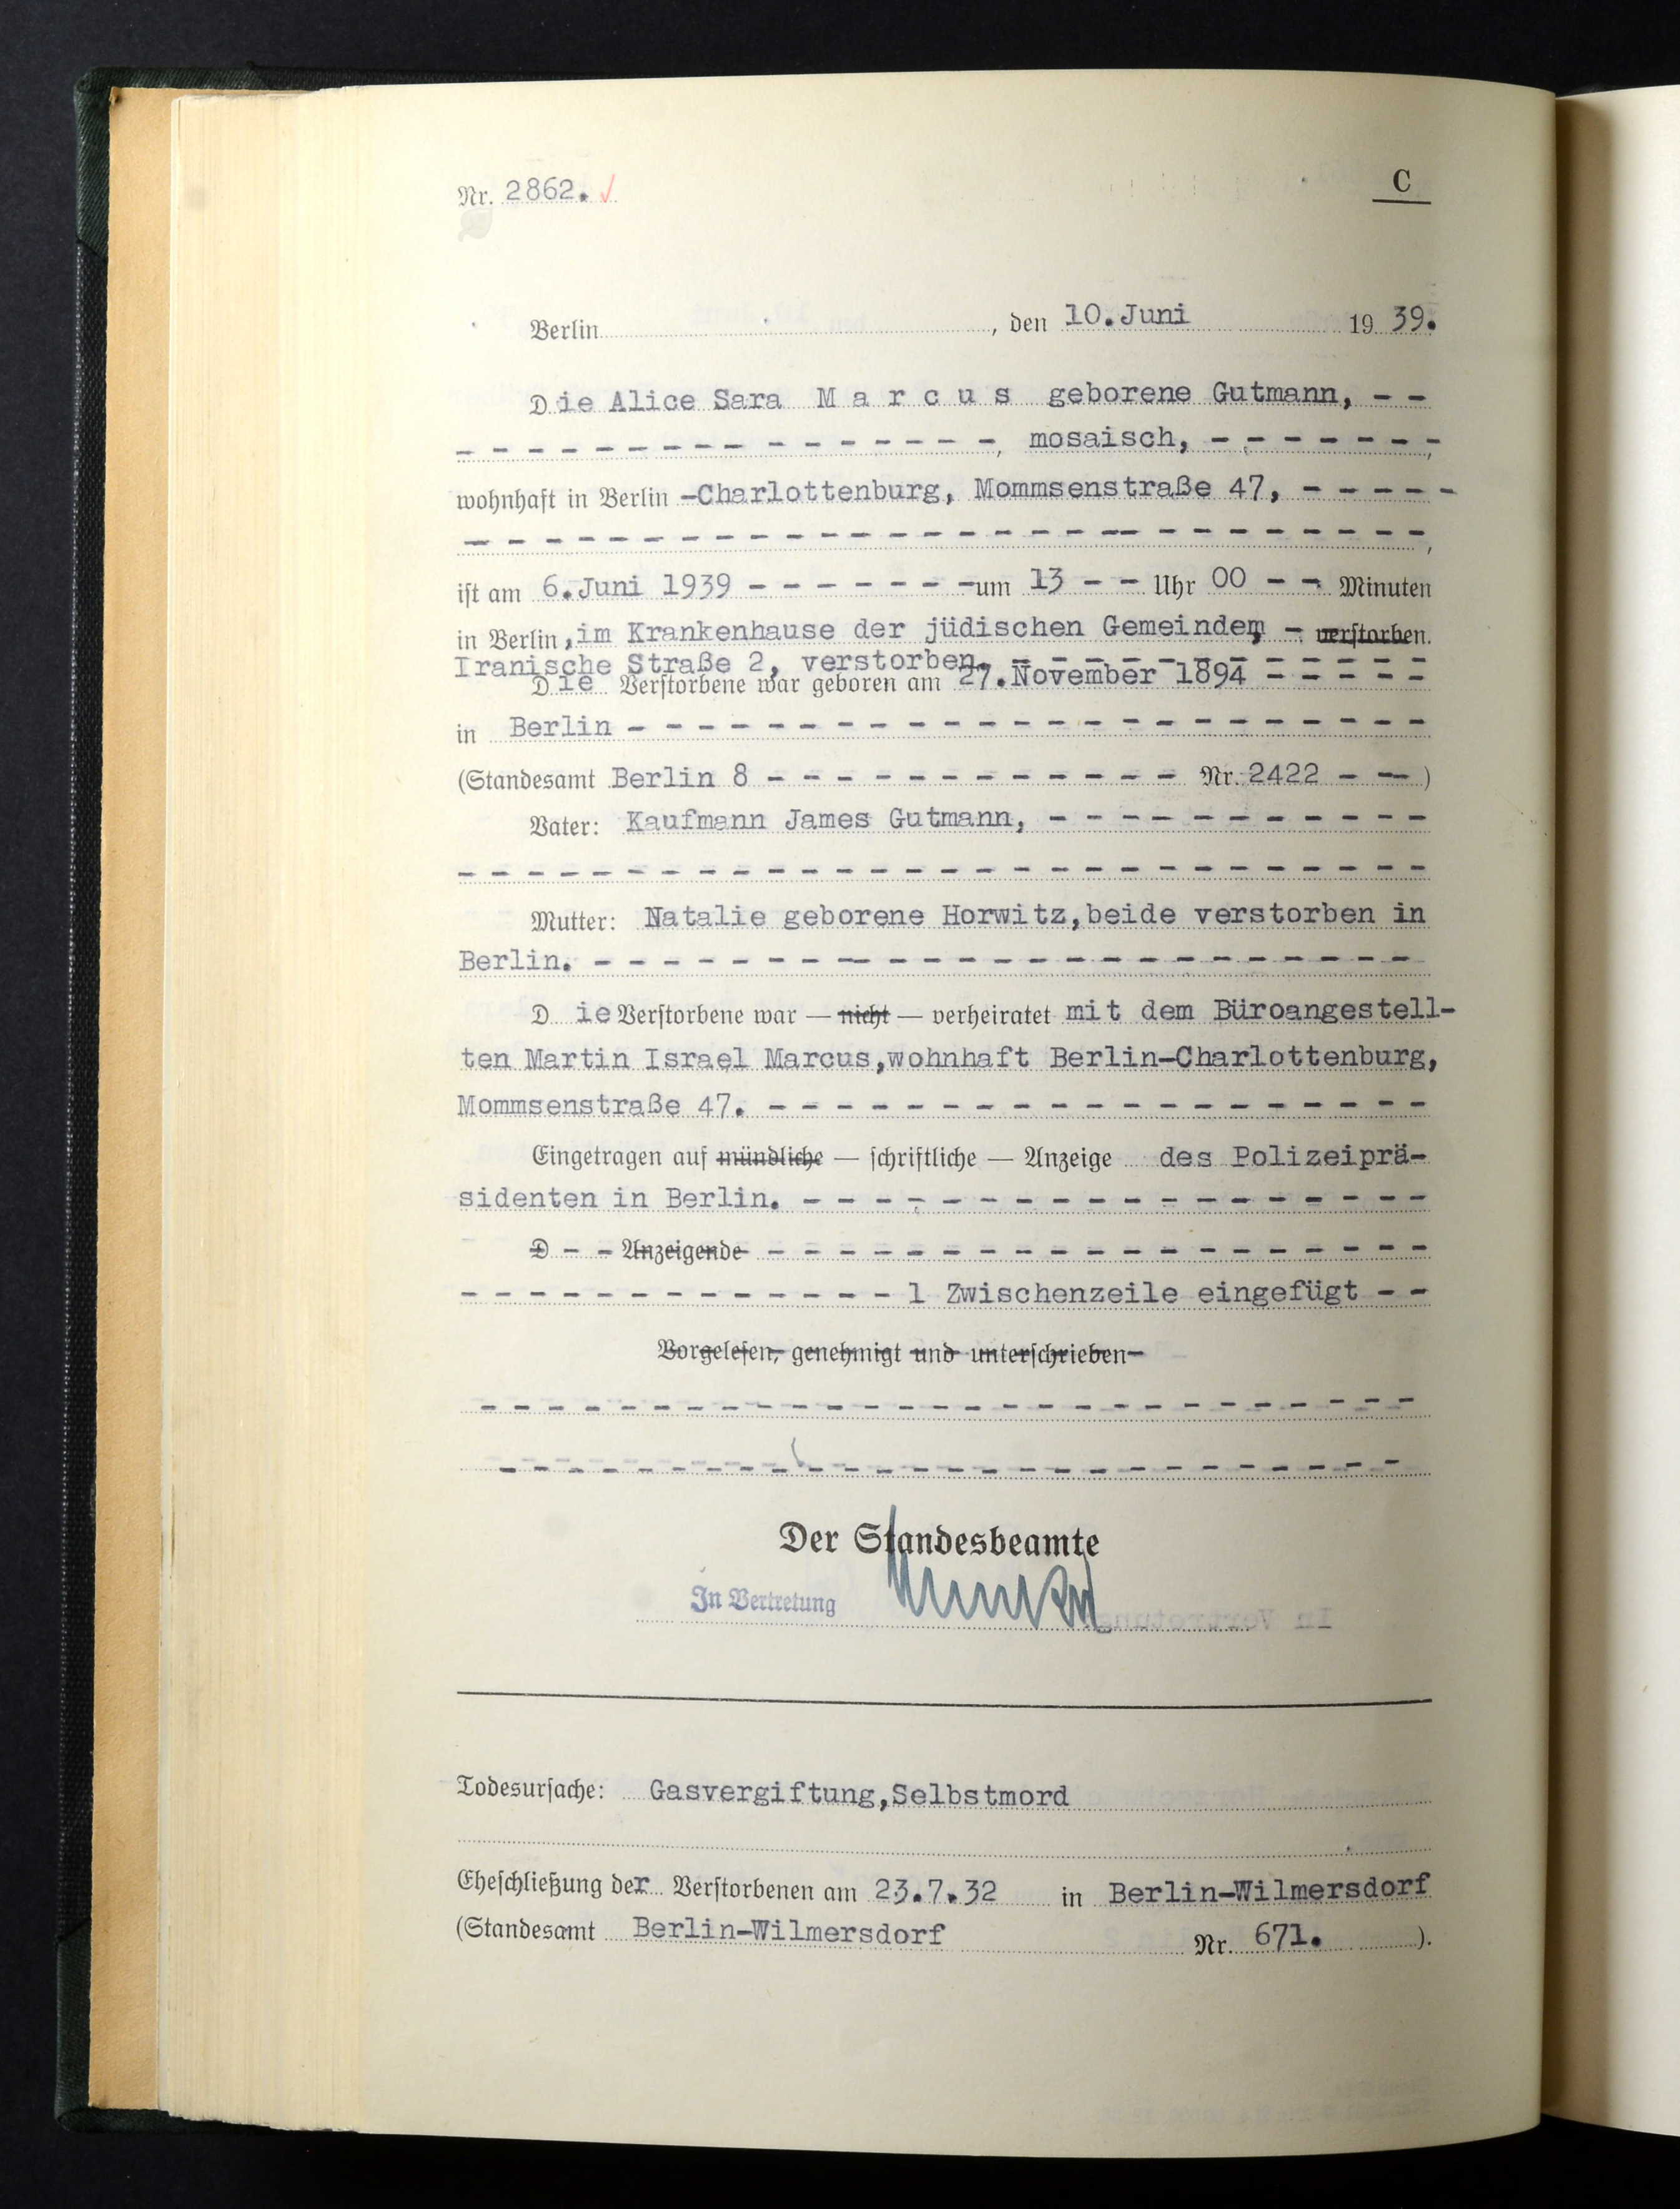 Nr. 2862. C
Berlin, den 10. Juni 1939.
Die Alice Sara Marcus geborene Gutmann, - -
- - - - - - - - - - - - - - - -, mosaisch, - - - - - - -,
wohnhaft in Berlin -Charlottenburg, Mommsenstraße 47, - - - - -
- - - - - - - - - - - - - - - - - - - - - - - - - - -,
ist am 6. Juni 1939 - - - - - - - um 13 - - Uhr 00 - - Minuten
in Berlin, im Krankenhause der jüdischen Gemeinde, - verstorben.
Iranische Straße 2, verstorben. - - - - - - - - - - - -
Die Verstorbene war geboren am 27. November 1894 - - - - -
in Berlin - - - - - - - - - - - - - - - - - - - - - - -
(Standesamt Berlin 8 - - - - - - - - - - - - Nr. 2422 - - )
Vater: Kaufmann James Gutmann, - - - - - - - - - - -
- - - - - - - - - - - - - - - - - - - - - - - - - - -
Mutter: Natalie geborene Horwitz, beide verstorben in
Berlin. - - - - - - - - - - - - - - - - - - - - - - - -
Die Verstorbene war — nicht — verheiratet mit dem Büroangestell-
ten Martin Israel Marcus, wohnhaft Berlin-Charlottenburg,
Mommsenstraße 47. - - - - - - - - - - - - - - - - - - -
Eingetragen auf mündliche — schriftliche — Anzeige des Polizeiprä-
sidenten in Berlin. - - - - - - - - - - - - - - - - - -
D - - Anzeigende - - - - - - - - - - - - - - - - - - -
- - - - - - - - - - - - - 1 Zwischenzeile eingefügt - -
Vorgelesen, genehmigt und unterschrieben
- - - - - - - - - - - - - - - - - - - - - - - - - - - -
- - - - - - - - - - - - - - - - - - - - - - - - - -
Der Standesbeamte
In Vertretung
Todesursache: Gasvergiftung, Selbstmord
Eheschließung der Verstorbenen am 23.7.32 in Berlin-Wilmersdorf
(Standesamt Berlin-Wilmersdorf Nr. 671. ).